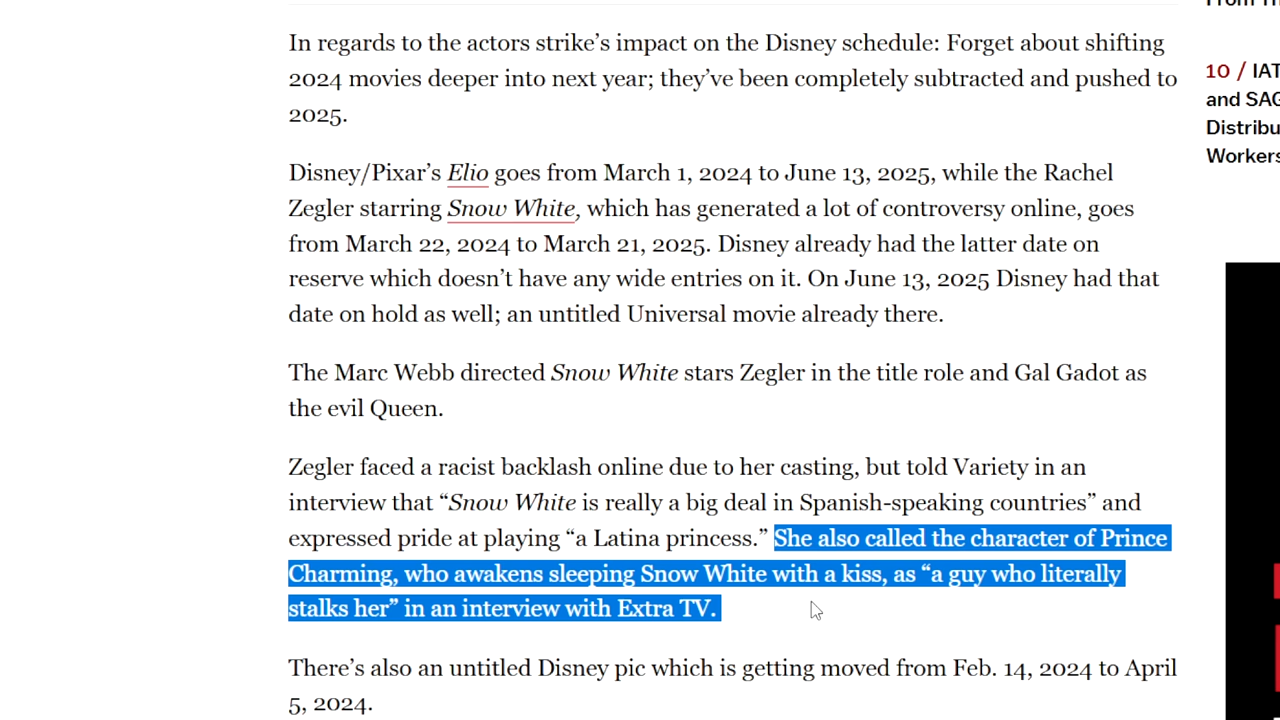 In regards to the actors strike’s impact on the Disney schedule: Forget about shifting
2024 movies deeper into next year; they’ve been completely subtracted and pushed to
2025.
Disney/Pixar’s Elio goes from March 1, 2024 to June 13, 2025, while the Rachel
Zegler starring Snow White, which has generated a lot of controversy online, goes
from March 22, 2024 to March 21, 2025. Disney already had the latter date on
reserve which doesn’t have any wide entries on it. On June 13, 2025 Disney had that
date on hold as well; an untitled Universal movie already there.
The Marc Webb directed Snow White stars Zegler in the title role and Gal Gadot as
the evil Queen.
Zegler faced a racist backlash online due to her casting, but told Variety in an
interview that “Snow White is really a big deal in Spanish-speaking countries” and
expressed pride at playing “a Latina princess.” She also called the character of Prince
Charming, who awakens sleeping Snow White with a kiss, as “a guy who literally
stalks her” in an interview with Extra TV.
There’s also an untitled Disney pic which is getting moved from Feb. 14, 2024 to April
5, 2024.
10 / IAT
and SAG
Distribu
Workers